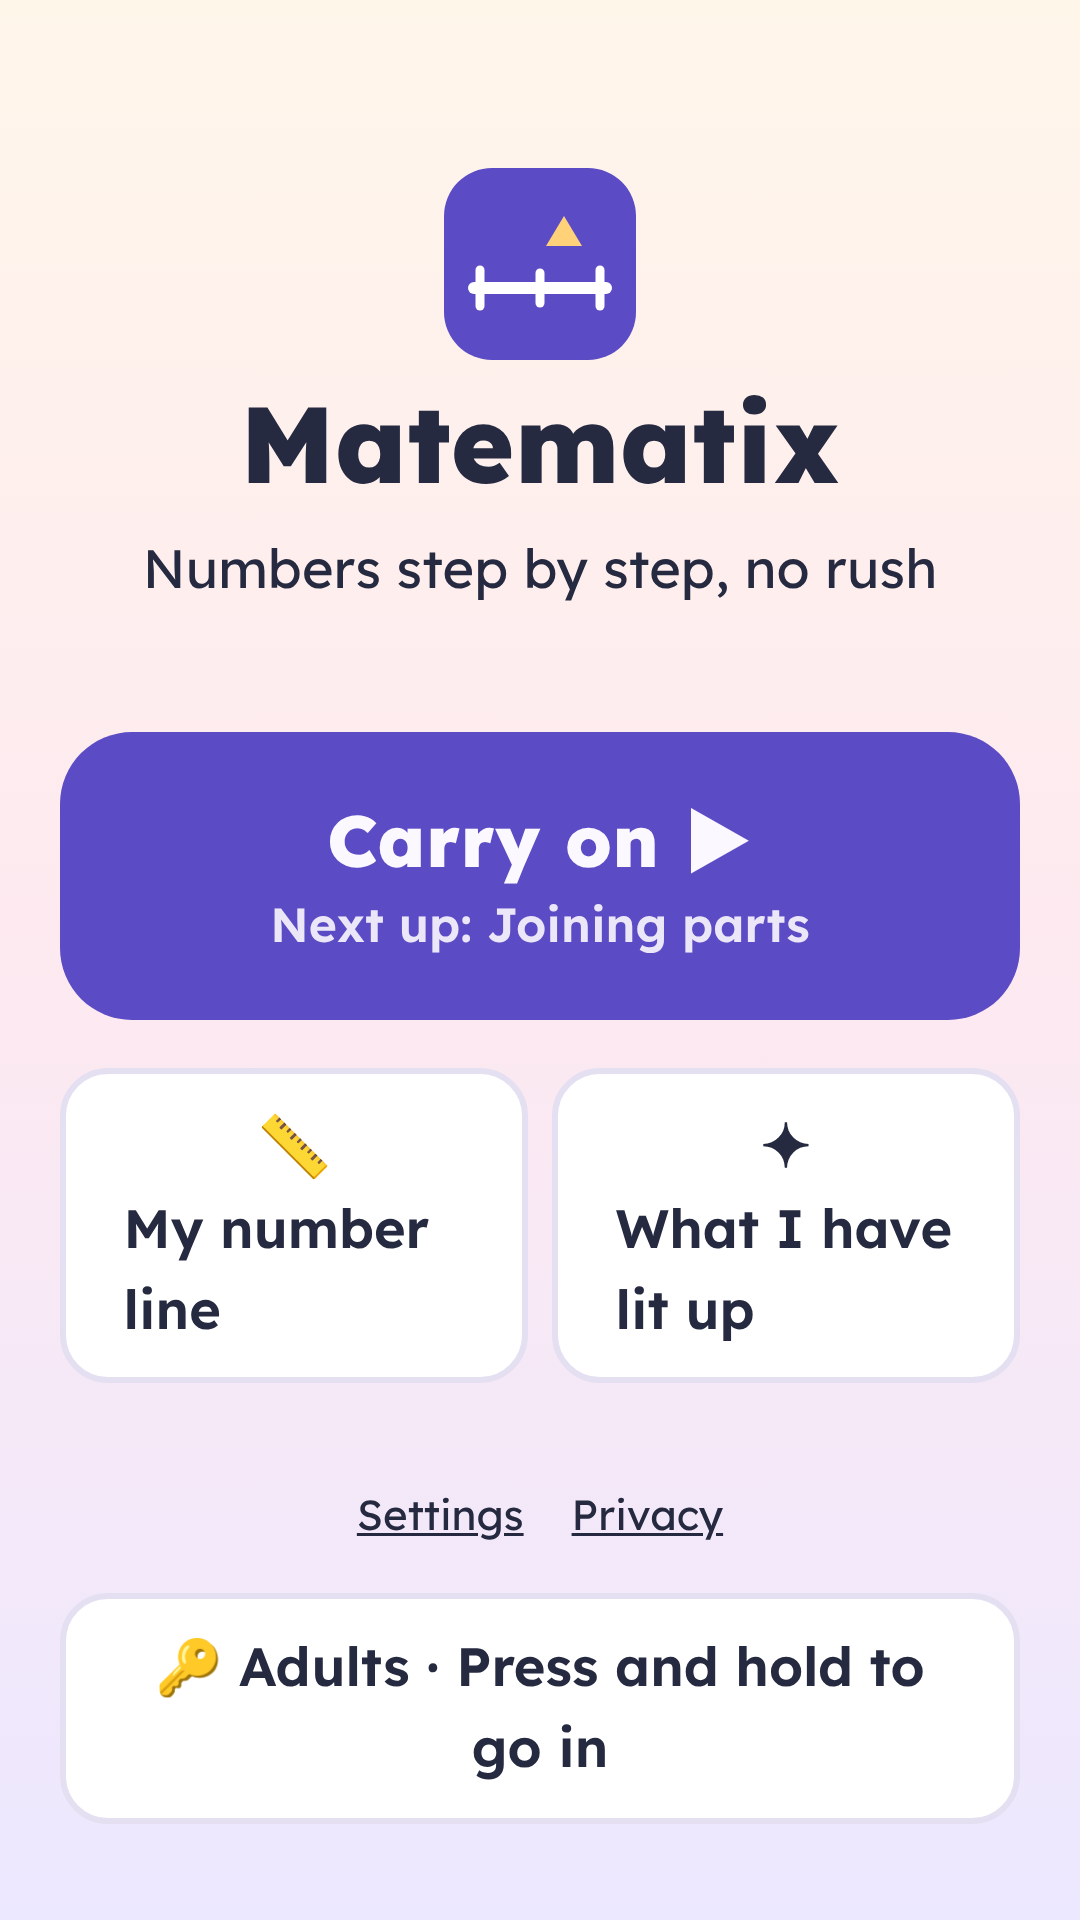 Matematix
Numbers step by step, no rush
Carry on ▶
Next up: Joining parts
My number
line
What I have
lit up
Settings Privacy
Adults · Press and hold to
go in